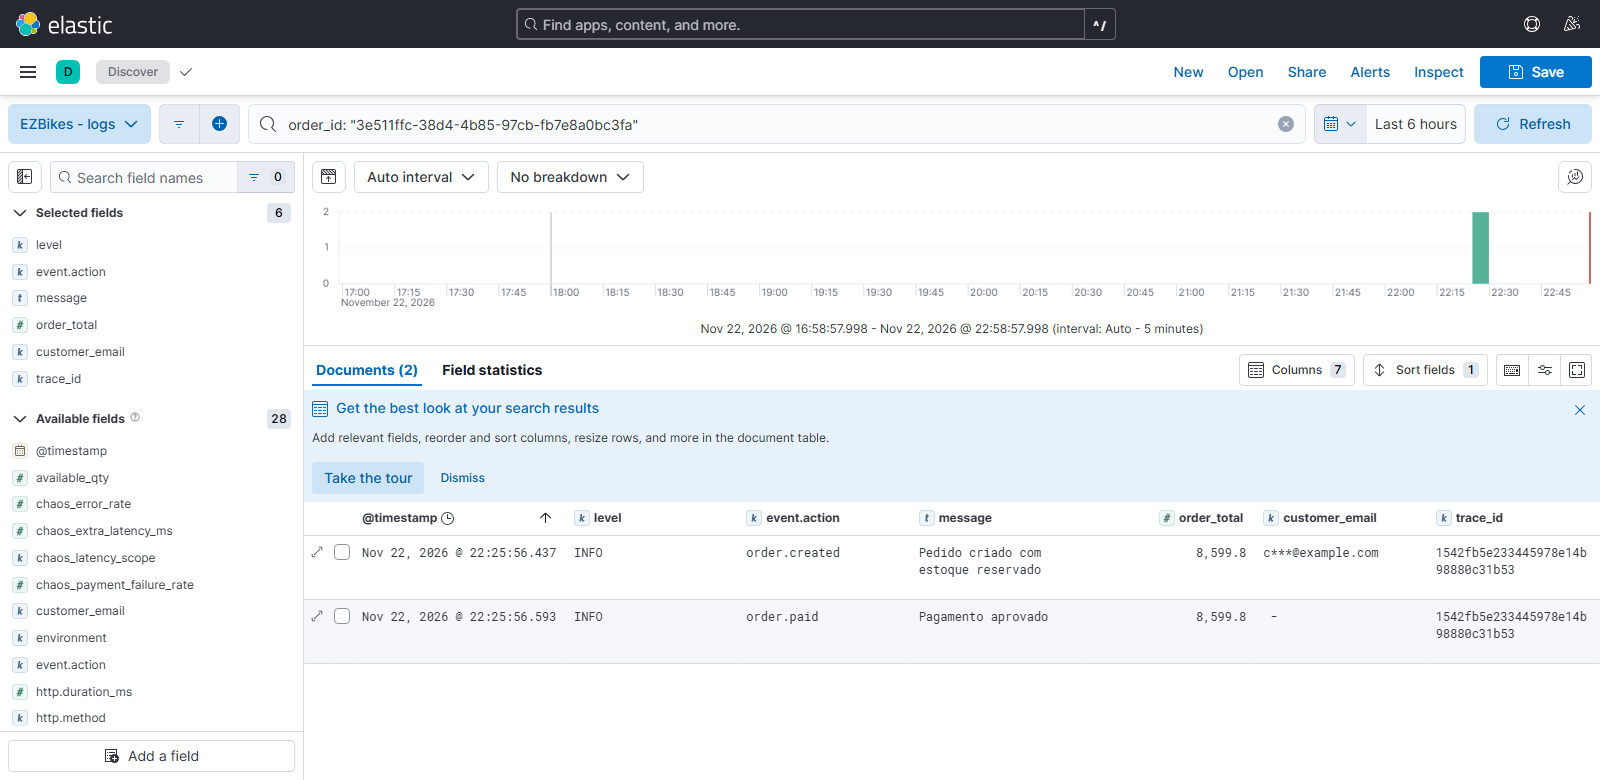 elastic
Find apps, content, and more.
^/
D
Discover
New
Open
Share
Alerts
Inspect
Save
EZBikes - logs
order_id: "3e511ffc-38d4-4b85-97cb-fb7e8a0bc3fa"
Last 6 hours
Refresh
Search field names
0
Auto interval
No breakdown
Selected fields
6
k level
k event.action
t message
# order_total
k customer_email
k trace_id
Available fields
28
@timestamp
# available_qty
# chaos_error_rate
# chaos_extra_latency_ms
k chaos_latency_scope
# chaos_payment_failure_rate
k customer_email
k environment
k event.action
# http.duration_ms
k http.method
Add a field
2
1
0
17:00 17:15 17:30 17:45 18:00 18:15 18:30 18:45 19:00 19:15 19:30 19:45 20:00 20:15 20:30 20:45 21:00 21:15 21:30 21:45 22:00 22:15 22:30 22:45
November 22, 2026
Nov 22, 2026 @ 16:58:57.998 - Nov 22, 2026 @ 22:58:57.998 (interval: Auto - 5 minutes)
Documents (2)
Field statistics
Columns 7
Sort fields 1
Get the best look at your search results
Add relevant fields, reorder and sort columns, resize rows, and more in the document table.
Take the tour
Dismiss
@timestamp k level k event.action t message # order_total k customer_email k trace_id
Nov 22, 2026 @ 22:25:56.437 INFO order.created Pedido criado com 8,599.8 c***@example.com 1542fb5e233445978e14b
estoque reservado 98880c31b53
Nov 22, 2026 @ 22:25:56.593 INFO order.paid Pagamento aprovado 8,599.8 - 1542fb5e233445978e14b
98880c31b53